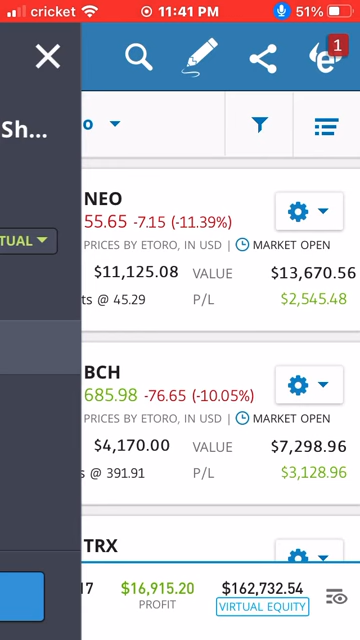 cricket 11:41 PM 51%
1
Sh...
o
TUAL
NEO
55.65 -7.15 (-11.39%)
PRICES BY ETORO, IN USD | MARKET OPEN
$11,125.08 VALUE $13,670.56
ts @ 45.29 P/L $2,545.48
BCH
685.98 -76.65 (-10.05%)
PRICES BY ETORO, IN USD | MARKET OPEN
$4,170.00 VALUE $7,298.96
s @ 391.91 P/L $3,128.96
TRX
17 $16,915.20 $162,732.54
PROFIT VIRTUAL EQUITY